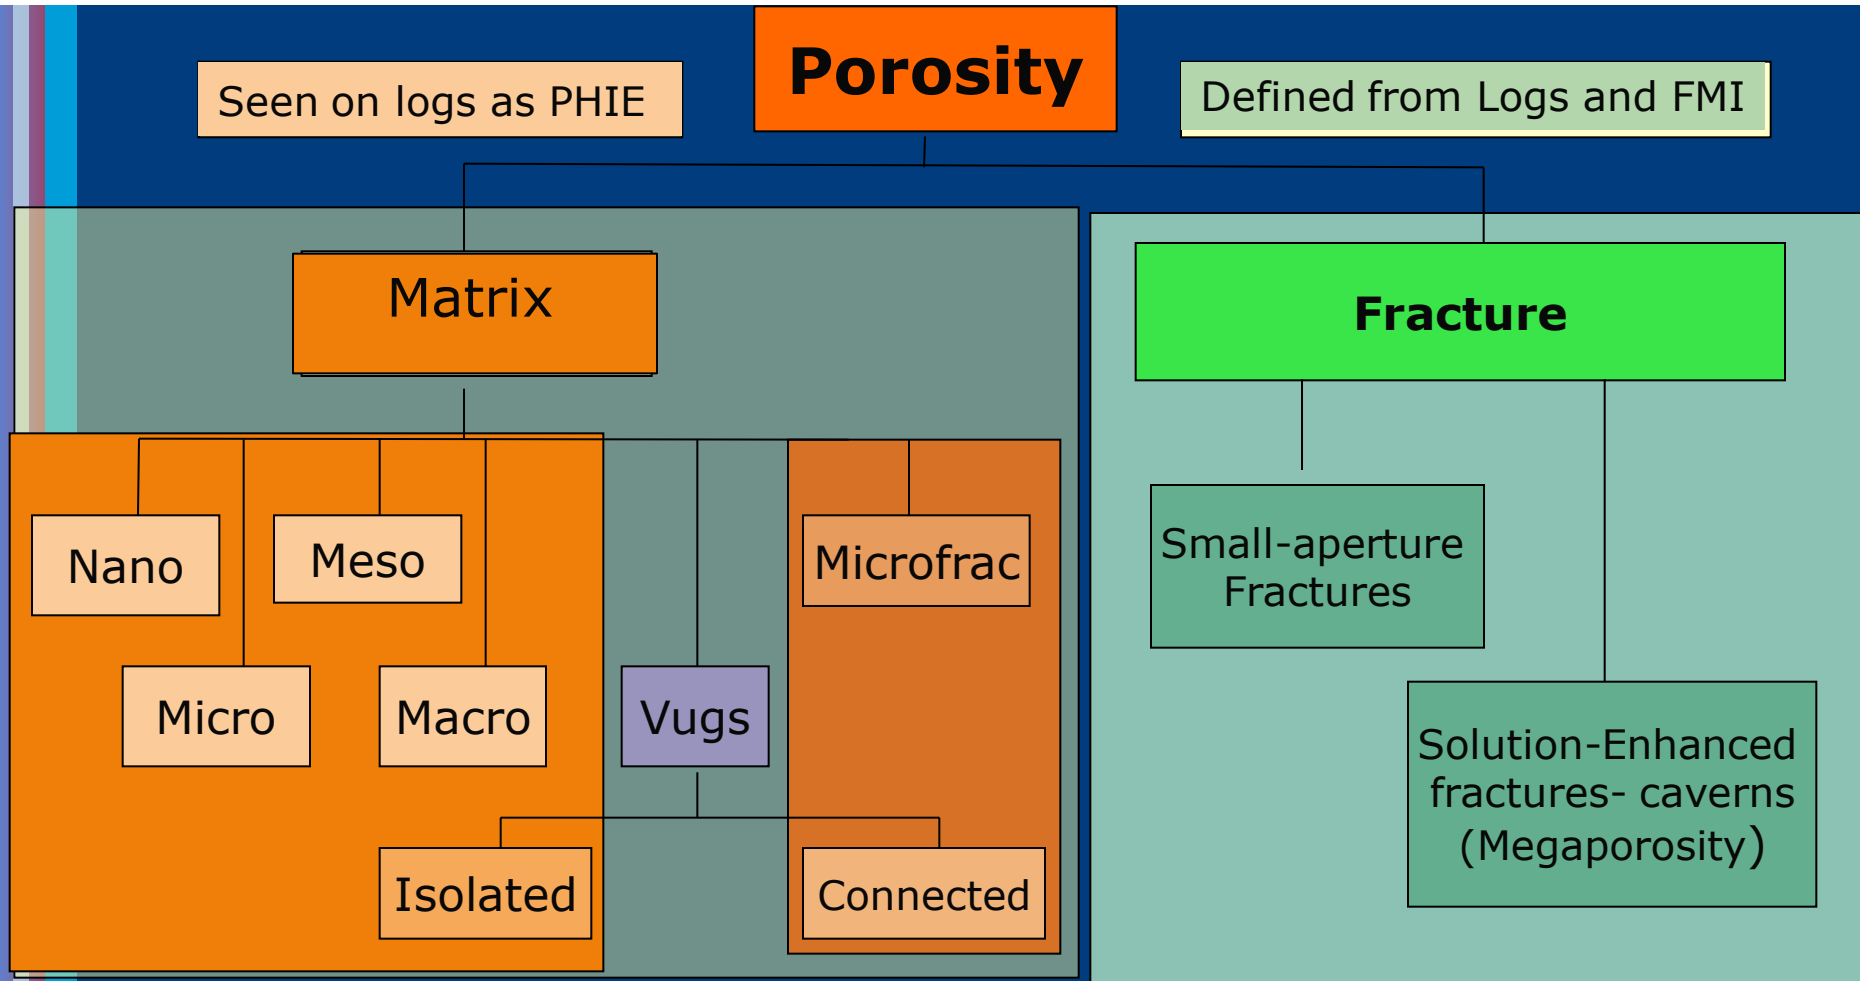 Porosity
Seen on logs as PHIE
Defined from Logs and FMI
Matrix
Fracture
Nano
Meso
Microfrac
Small-aperture
Fractures
Micro
Macro
Vugs
Solution-Enhanced
fractures- caverns
(Megaporosity)
Isolated
Connected